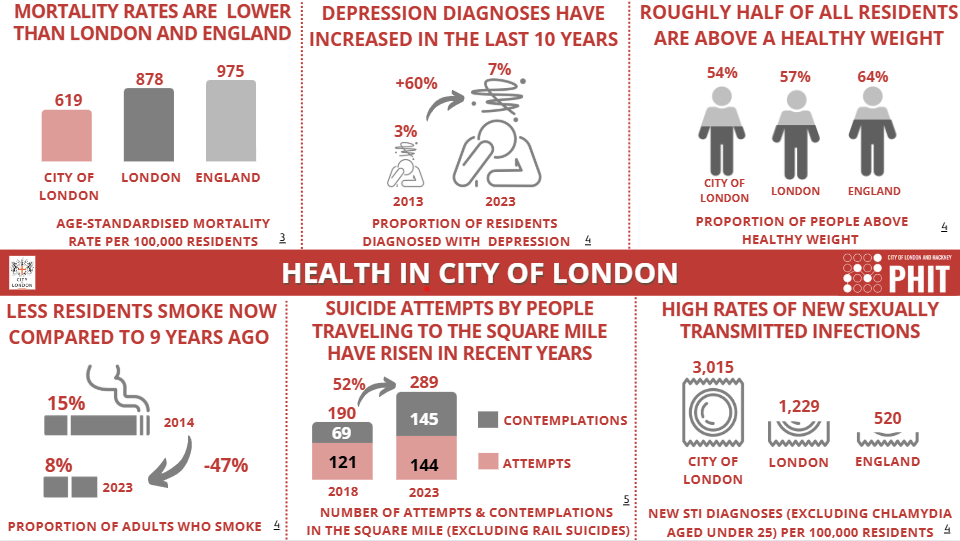 MORTALITY RATES ARE LOWER
THAN LONDON AND ENGLAND
619
878
975
CITY OF
LONDON
LONDON
ENGLAND
AGE-STANDARDISED MORTALITY
RATE PER 100,000 RESIDENTS
3
DEPRESSION DIAGNOSES HAVE
INCREASED IN THE LAST 10 YEARS
+60%
7%
3%
2013
2023
PROPORTION OF RESIDENTS
DIAGNOSED WITH DEPRESSION
4
ROUGHLY HALF OF ALL RESIDENTS
ARE ABOVE A HEALTHY WEIGHT
54%
57%
64%
CITY OF
LONDON
LONDON
ENGLAND
PROPORTION OF PEOPLE ABOVE
HEALTHY WEIGHT
4
CITY
LONDON
HEALTH IN CITY OF LONDON
CITY OF LONDON AND HACKNEY
PHIT
LESS RESIDENTS SMOKE NOW
COMPARED TO 9 YEARS AGO
15%
2014
8%
2023
-47%
PROPORTION OF ADULTS WHO SMOKE
4
SUICIDE ATTEMPTS BY PEOPLE
TRAVELING TO THE SQUARE MILE
HAVE RISEN IN RECENT YEARS
52%
289
190
69
145
121
144
2018
2023
CONTEMPLATIONS
ATTEMPTS
5
NUMBER OF ATTEMPTS & CONTEMPLATIONS
IN THE SQUARE MILE (EXCLUDING RAIL SUICIDES)
HIGH RATES OF NEW SEXUALLY
TRANSMITTED INFECTIONS
3,015
1,229
520
CITY OF
LONDON
LONDON
ENGLAND
NEW STI DIAGNOSES (EXCLUDING CHLAMYDIA
AGED UNDER 25) PER 100,000 RESIDENTS
4